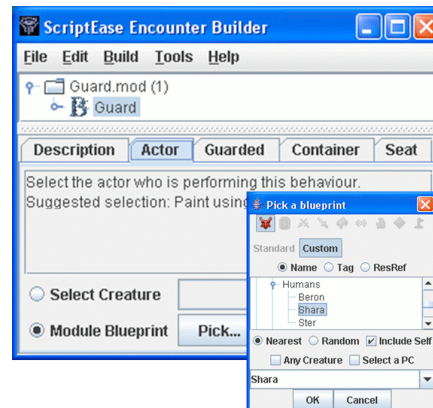 ScriptEase Encounter Builder
File Edit Build Tools Help
Guard.mod (1)
Guard
Description Actor Guarded Container Seat
Select the actor who is performing this behaviour.
Suggested selection: Paint using
Select Creature
Module Blueprint Pick...
Pick a blueprint
Standard Custom
Name Tag ResRef
Humans
Beron
Shara
Ster
Nearest Random Include Self
Any Creature Select a PC
Shara
OK Cancel